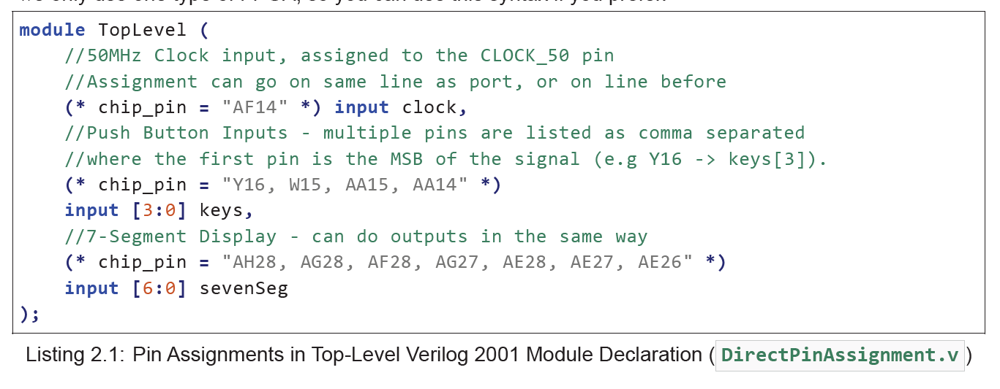 module TopLevel (
//50MHz Clock input, assigned to the CLOCK_50 pin
//Assignment can go on same line as port, or on line before
(* chip_pin = "AF14" *) input clock,
//Push Button Inputs - multiple pins are listed as comma separated
//where the first pin is the MSB of the signal (e.g Y16 -> keys[3]).
(* chip_pin = "Y16, W15, AA15, AA14" *)
input [3:0] keys,
//7-Segment Display - can do outputs in the same way
(* chip_pin = "AH28, AG28, AF28, AG27, AE28, AE27, AE26" *)
input [6:0] sevenSeg
);
Listing 2.1: Pin Assignments in Top-Level Verilog 2001 Module Declaration (DirectPinAssignment.v)